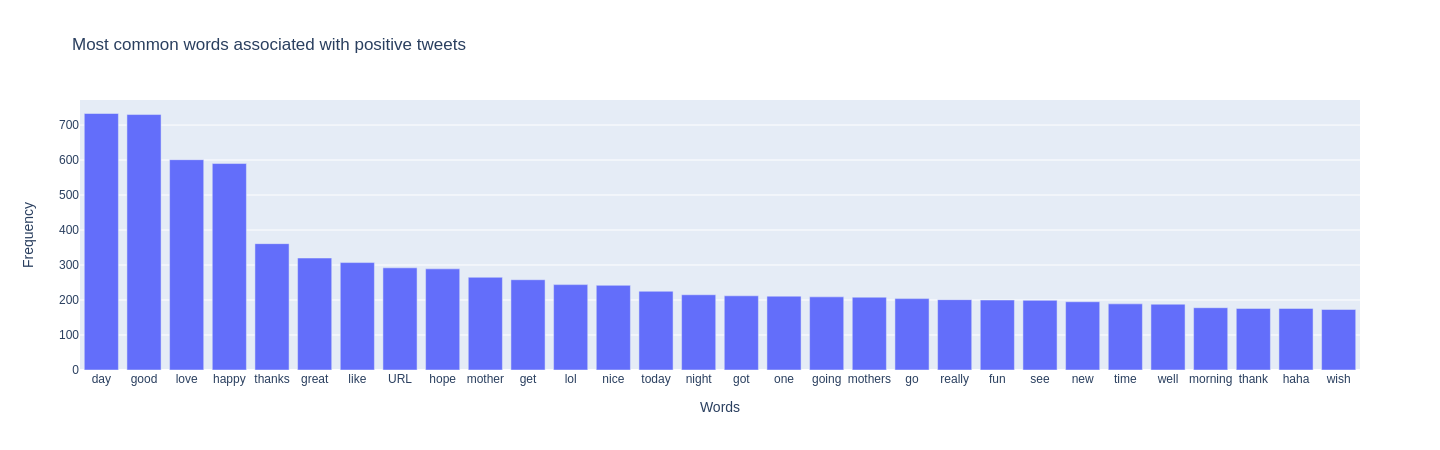 Most common words associated with positive tweets
700
600
500
400
300
200
100
0
Frequency
day good love happy thanks great like URL hope mother get lol nice today night got one going mothers go really fun see new time well morning thank haha wish
Words